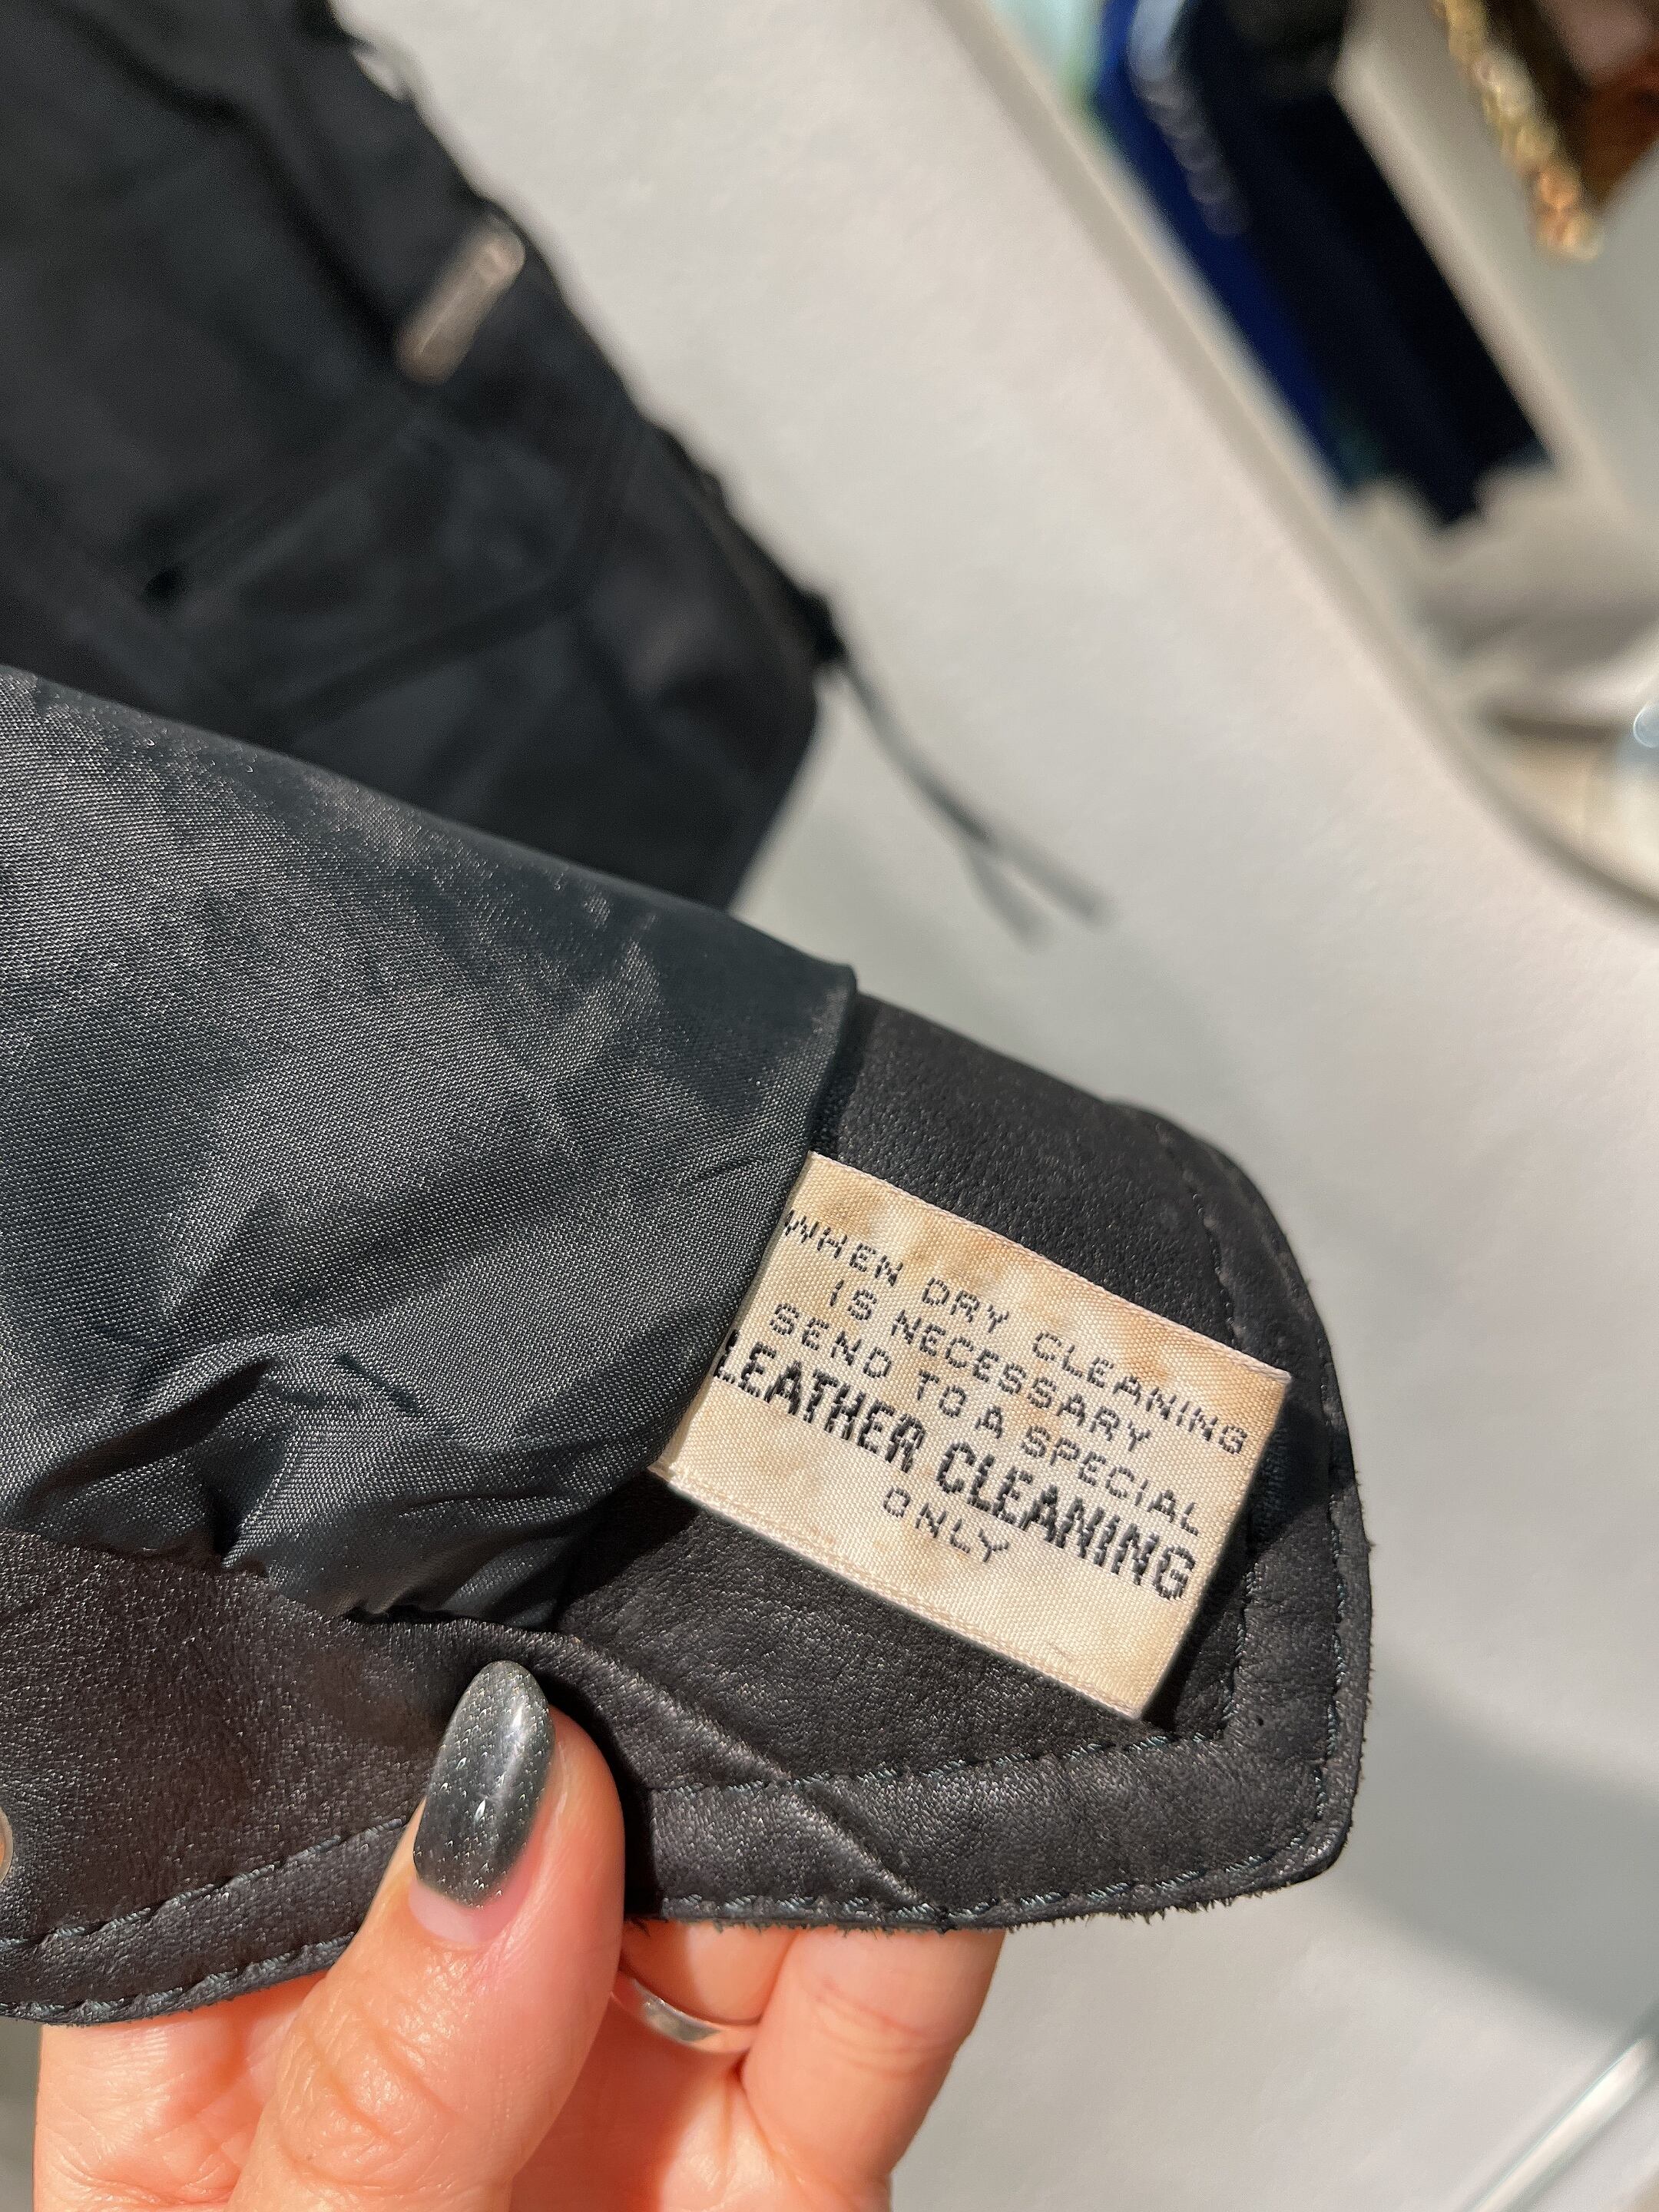 WHEN DRY CLEANING
IS NECESSARY
SEND TO A SPECIAL
LEATHER CLEANING
ONLY